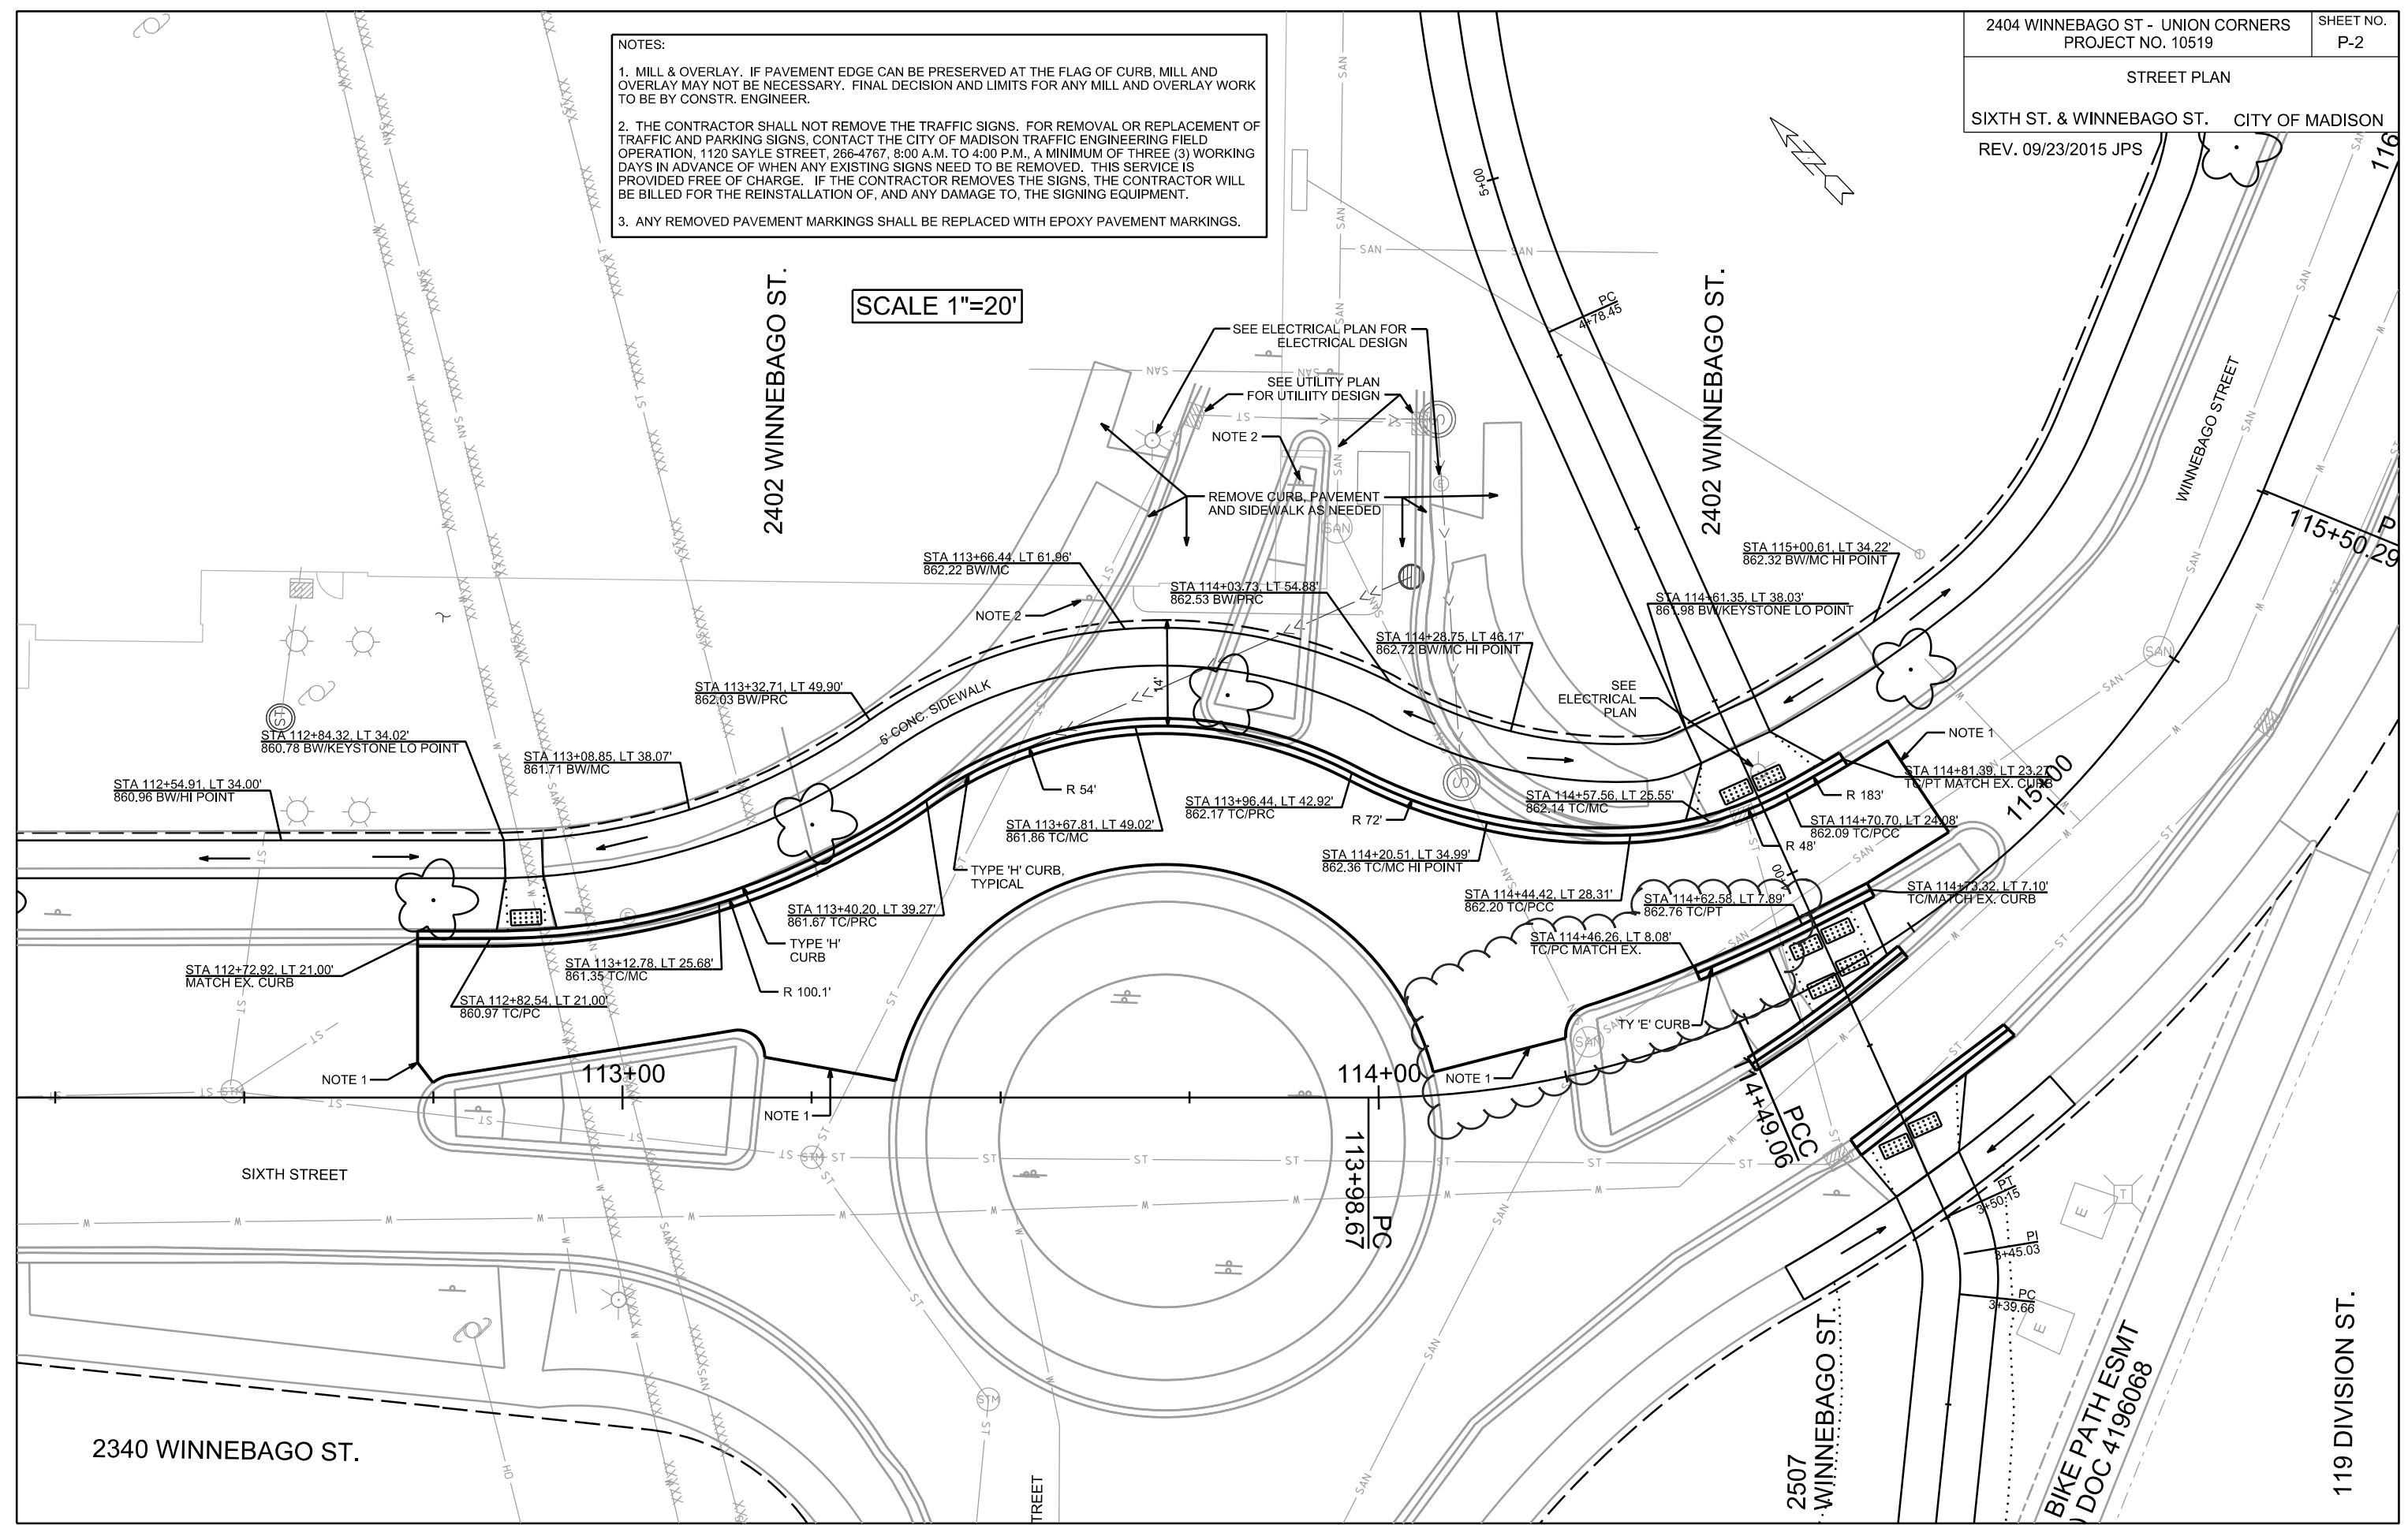 2404 WINNEBAGO ST - UNION CORNERS
PROJECT NO. 10519
SHEET NO.
P-2
STREET PLAN
SIXTH ST. & WINNEBAGO ST.
CITY OF MADISON
REV. 09/23/2015 JPS
NOTES:
1. MILL & OVERLAY. IF PAVEMENT EDGE CAN BE PRESERVED AT THE FLAG OF CURB, MILL AND
OVERLAY MAY NOT BE NECESSARY. FINAL DECISION AND LIMITS FOR ANY MILL AND OVERLAY WORK
TO BE BY CONSTR. ENGINEER.
2. THE CONTRACTOR SHALL NOT REMOVE THE TRAFFIC SIGNS. FOR REMOVAL OR REPLACEMENT OF
TRAFFIC AND PARKING SIGNS, CONTACT THE CITY OF MADISON TRAFFIC ENGINEERING FIELD
OPERATION, 1120 SAYLE STREET, 266-4767, 8:00 A.M. TO 4:00 P.M., A MINIMUM OF THREE (3) WORKING
DAYS IN ADVANCE OF WHEN ANY EXISTING SIGNS NEED TO BE REMOVED. THIS SERVICE IS
PROVIDED FREE OF CHARGE. IF THE CONTRACTOR REMOVES THE SIGNS, THE CONTRACTOR WILL
BE BILLED FOR THE REINSTALLATION OF, AND ANY DAMAGE TO, THE SIGNING EQUIPMENT.
3. ANY REMOVED PAVEMENT MARKINGS SHALL BE REPLACED WITH EPOXY PAVEMENT MARKINGS.
SCALE 1"=20'
2402 WINNEBAGO ST.
2402 WINNEBAGO ST.
5+00
PC
4+78.45
116
WINNEBAGO STREET
115+50.29
SEE ELECTRICAL PLAN FOR
ELECTRICAL DESIGN
SEE UTILITY PLAN
FOR UTILIITY DESIGN
NOTE 2
REMOVE CURB, PAVEMENT
AND SIDEWALK AS NEEDED
STA 113+66.44, LT 61.96'
862.22 BW/MC
NOTE 2
STA 114+03.73, LT 54.88'
862.53 BW/PRC
STA 115+00.61, LT 34.22'
862.32 BW/MC HI POINT
STA 114+61.35, LT 38.03'
861.98 BW/KEYSTONE LO POINT
STA 114+28.75, LT 46.17'
862.72 BW/MC HI POINT
STA 113+32.71, LT 49.90'
862.03 BW/PRC
5' CONC. SIDEWALK
14'
SEE
ELECTRICAL
PLAN
STA 112+84.32, LT 34.02'
860.78 BW/KEYSTONE LO POINT
STA 113+08.85, LT 38.07'
861.71 BW/MC
STA 112+54.91, LT 34.00'
860.96 BW/HI POINT
NOTE 1
STA 114+81.39, LT 23.27'
TC/PT MATCH EX. CURB
R 54'
R 183'
STA 113+96.44, LT 42.92'
862.17 TC/PRC
STA 114+57.56, LT 25.55'
862.14 TC/MC
115+00
STA 113+67.81, LT 49.02'
861.86 TC/MC
R 72'
STA 114+70.70, LT 24.08'
862.09 TC/PCC
R 48'
STA 114+20.51, LT 34.99'
862.36 TC/MC HI POINT
TYPE 'H' CURB,
TYPICAL
4+00
STA 114+44.42, LT 28.31'
862.20 TC/PCC
STA 114+62.58, LT 7.89'
862.76 TC/PT
STA 114+73.32, LT 7.10'
TC/MATCH EX. CURB
STA 113+40.20, LT 39.27'
861.67 TC/PRC
TYPE 'H'
CURB
STA 114+46.26, LT 8.08'
TC/PC MATCH EX.
STA 112+72.92, LT 21.00'
MATCH EX. CURB
STA 113+12.78, LT 25.68'
861.35 TC/MC
R 100.1'
STA 112+82.54, LT 21.00'
860.97 TC/PC
TY 'E' CURB
NOTE 1
113+00
NOTE 1
114+00
NOTE 1
PC
113+98.67
PCC
114+49.06
SIXTH STREET
PT
3+50.15
PI
3+45.03
PC
3+39.66
2340 WINNEBAGO ST.
TREET
2507
WINNEBAGO ST.
BIKE PATH ESMT
DOC 4196068
119 DIVISION ST.